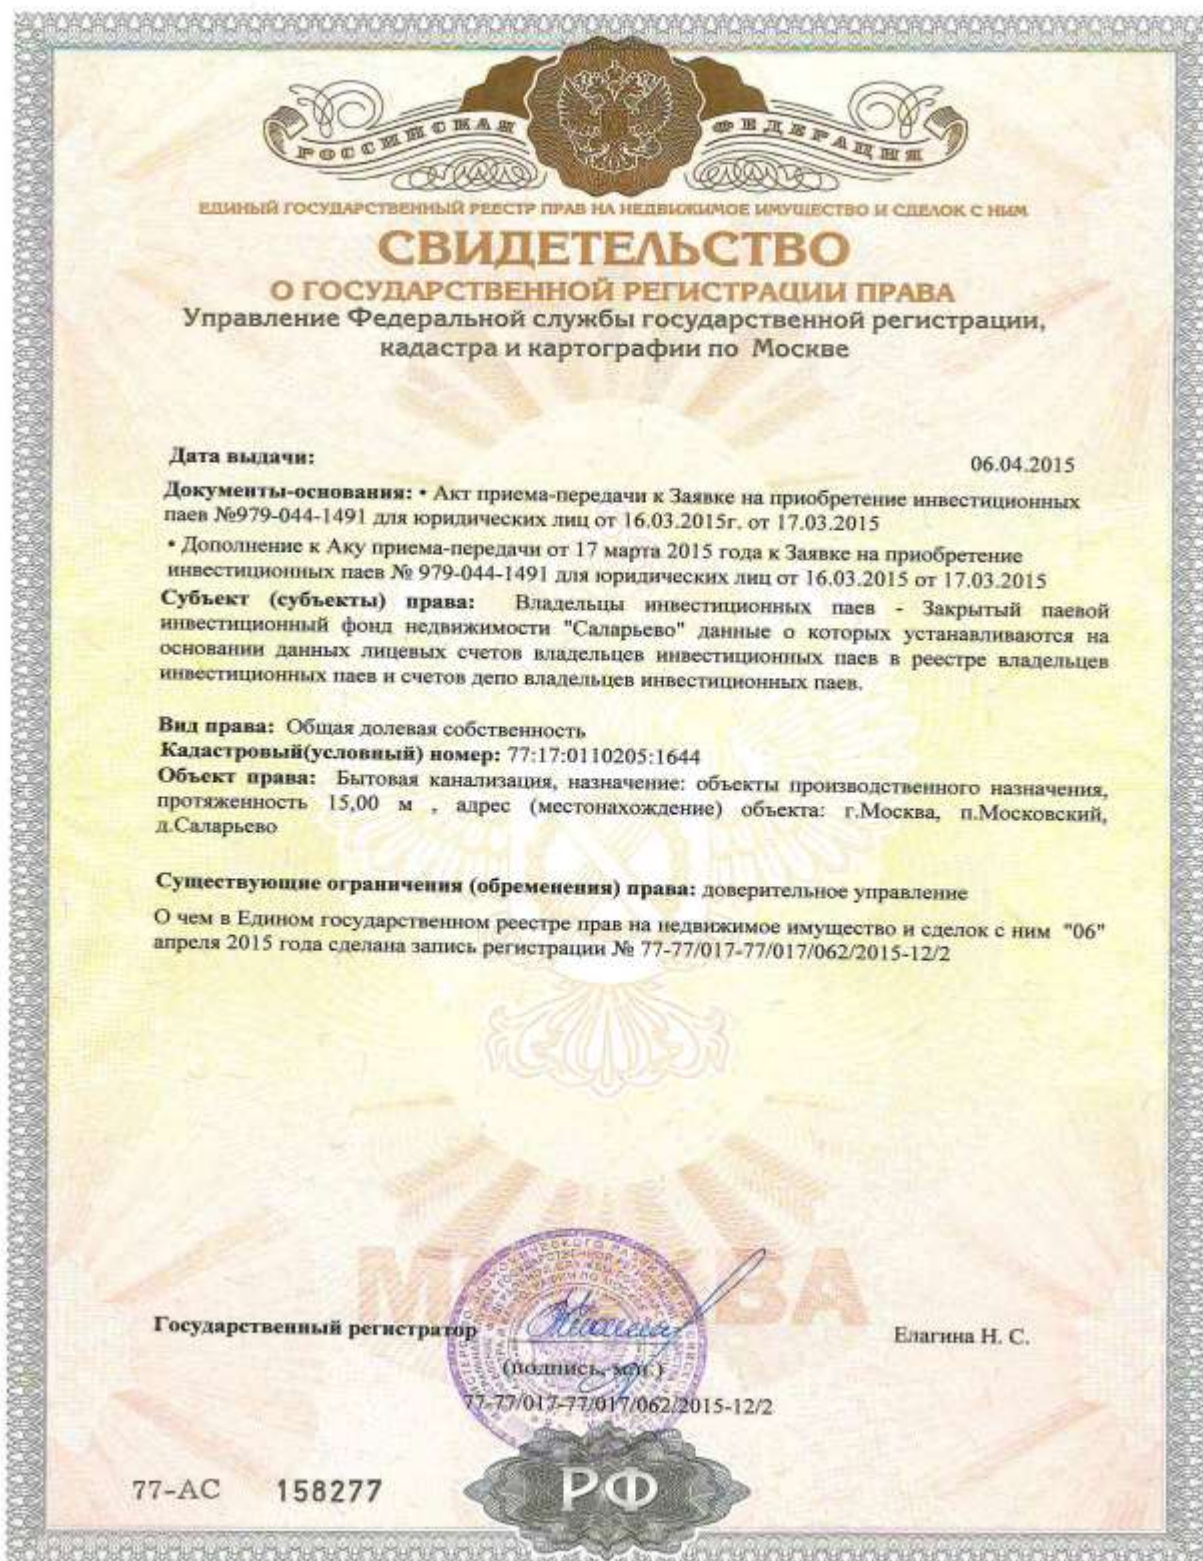 РОССИЙСКАЯ ФЕДЕРАЦИЯ
ЕДИНЫЙ ГОСУДАРСТВЕННЫЙ РЕЕСТР ПРАВ НА НЕДВИЖИМОЕ ИМУЩЕСТВО И СДЕЛОК С НИМ
СВИДЕТЕЛЬСТВО
О ГОСУДАРСТВЕННОЙ РЕГИСТРАЦИИ ПРАВА
Управление Федеральной службы государственной регистрации,
кадастра и картографии по Москве
Дата выдачи: 06.04.2015
Документы-основания: • Акт приема-передачи к Заявке на приобретение инвестиционных
паев №979-044-1491 для юридических лиц от 16.03.2015г. от 17.03.2015
• Дополнение к Аку приема-передачи от 17 марта 2015 года к Заявке на приобретение
инвестиционных паев № 979-044-1491 для юридических лиц от 16.03.2015 от 17.03.2015
Субъект (субъекты) права: Владельцы инвестиционных паев - Закрытый паевой
инвестиционный фонд недвижимости "Саларьево" данные о которых устанавливаются на
основании данных лицевых счетов владельцев инвестиционных паев в реестре владельцев
инвестиционных паев и счетов депо владельцев инвестиционных паев.
Вид права: Общая долевая собственность
Кадастровый(условный) номер: 77:17:0110205:1644
Объект права: Бытовая канализация, назначение: объекты производственного назначения,
протяженность 15,00 м , адрес (местонахождение) объекта: г.Москва, п.Московский,
д.Саларьево
Существующие ограничения (обременения) права: доверительное управление
О чем в Едином государственном реестре прав на недвижимое имущество и сделок с ним "06"
апреля 2015 года сделана запись регистрации № 77-77/017-77/017/062/2015-12/2
МОСКВА
Государственный регистратор Елагина Н. С.
(подпись, м.п.)
77-77/017-77/017/062/2015-12/2
77-АС 158277
РФ